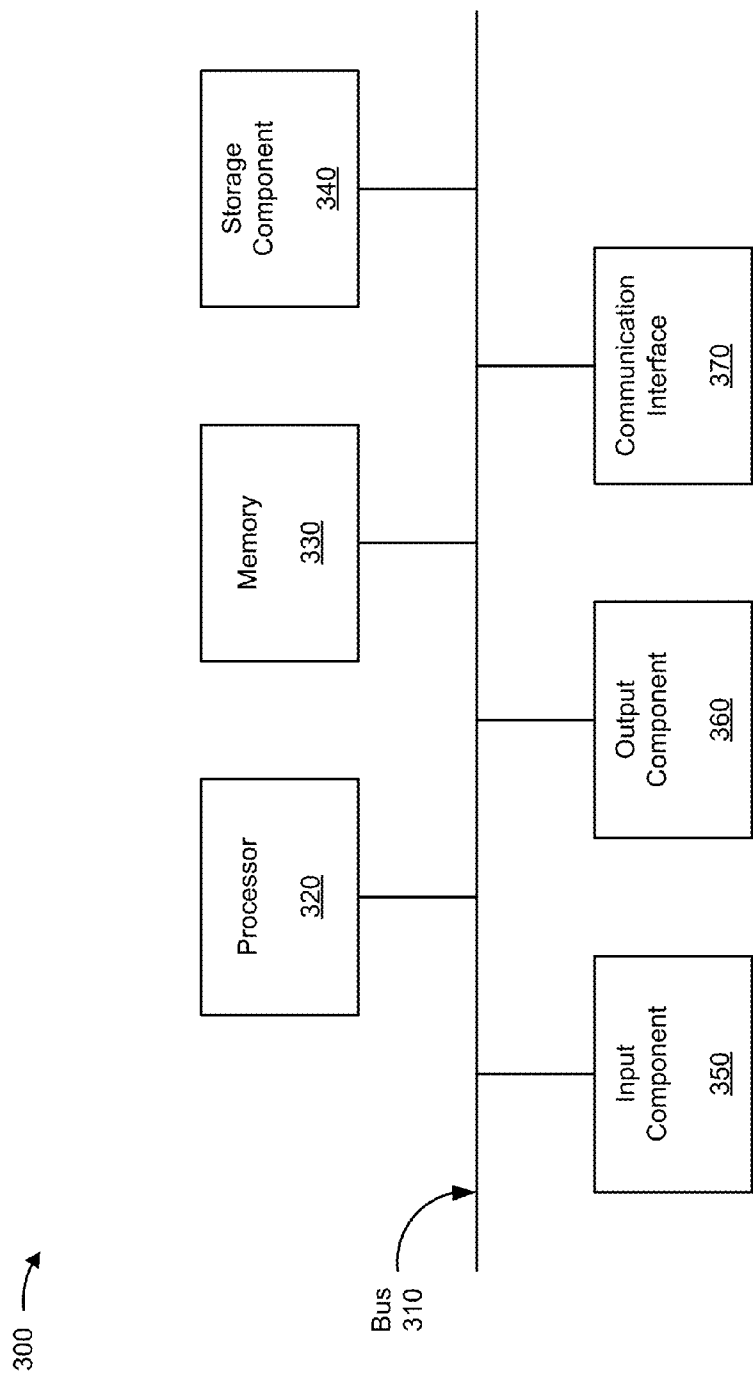 300
Bus
310
Processor
320
Memory
330
Storage
Component
340
Input
Component
350
Output
Component
360
Communication
Interface
370